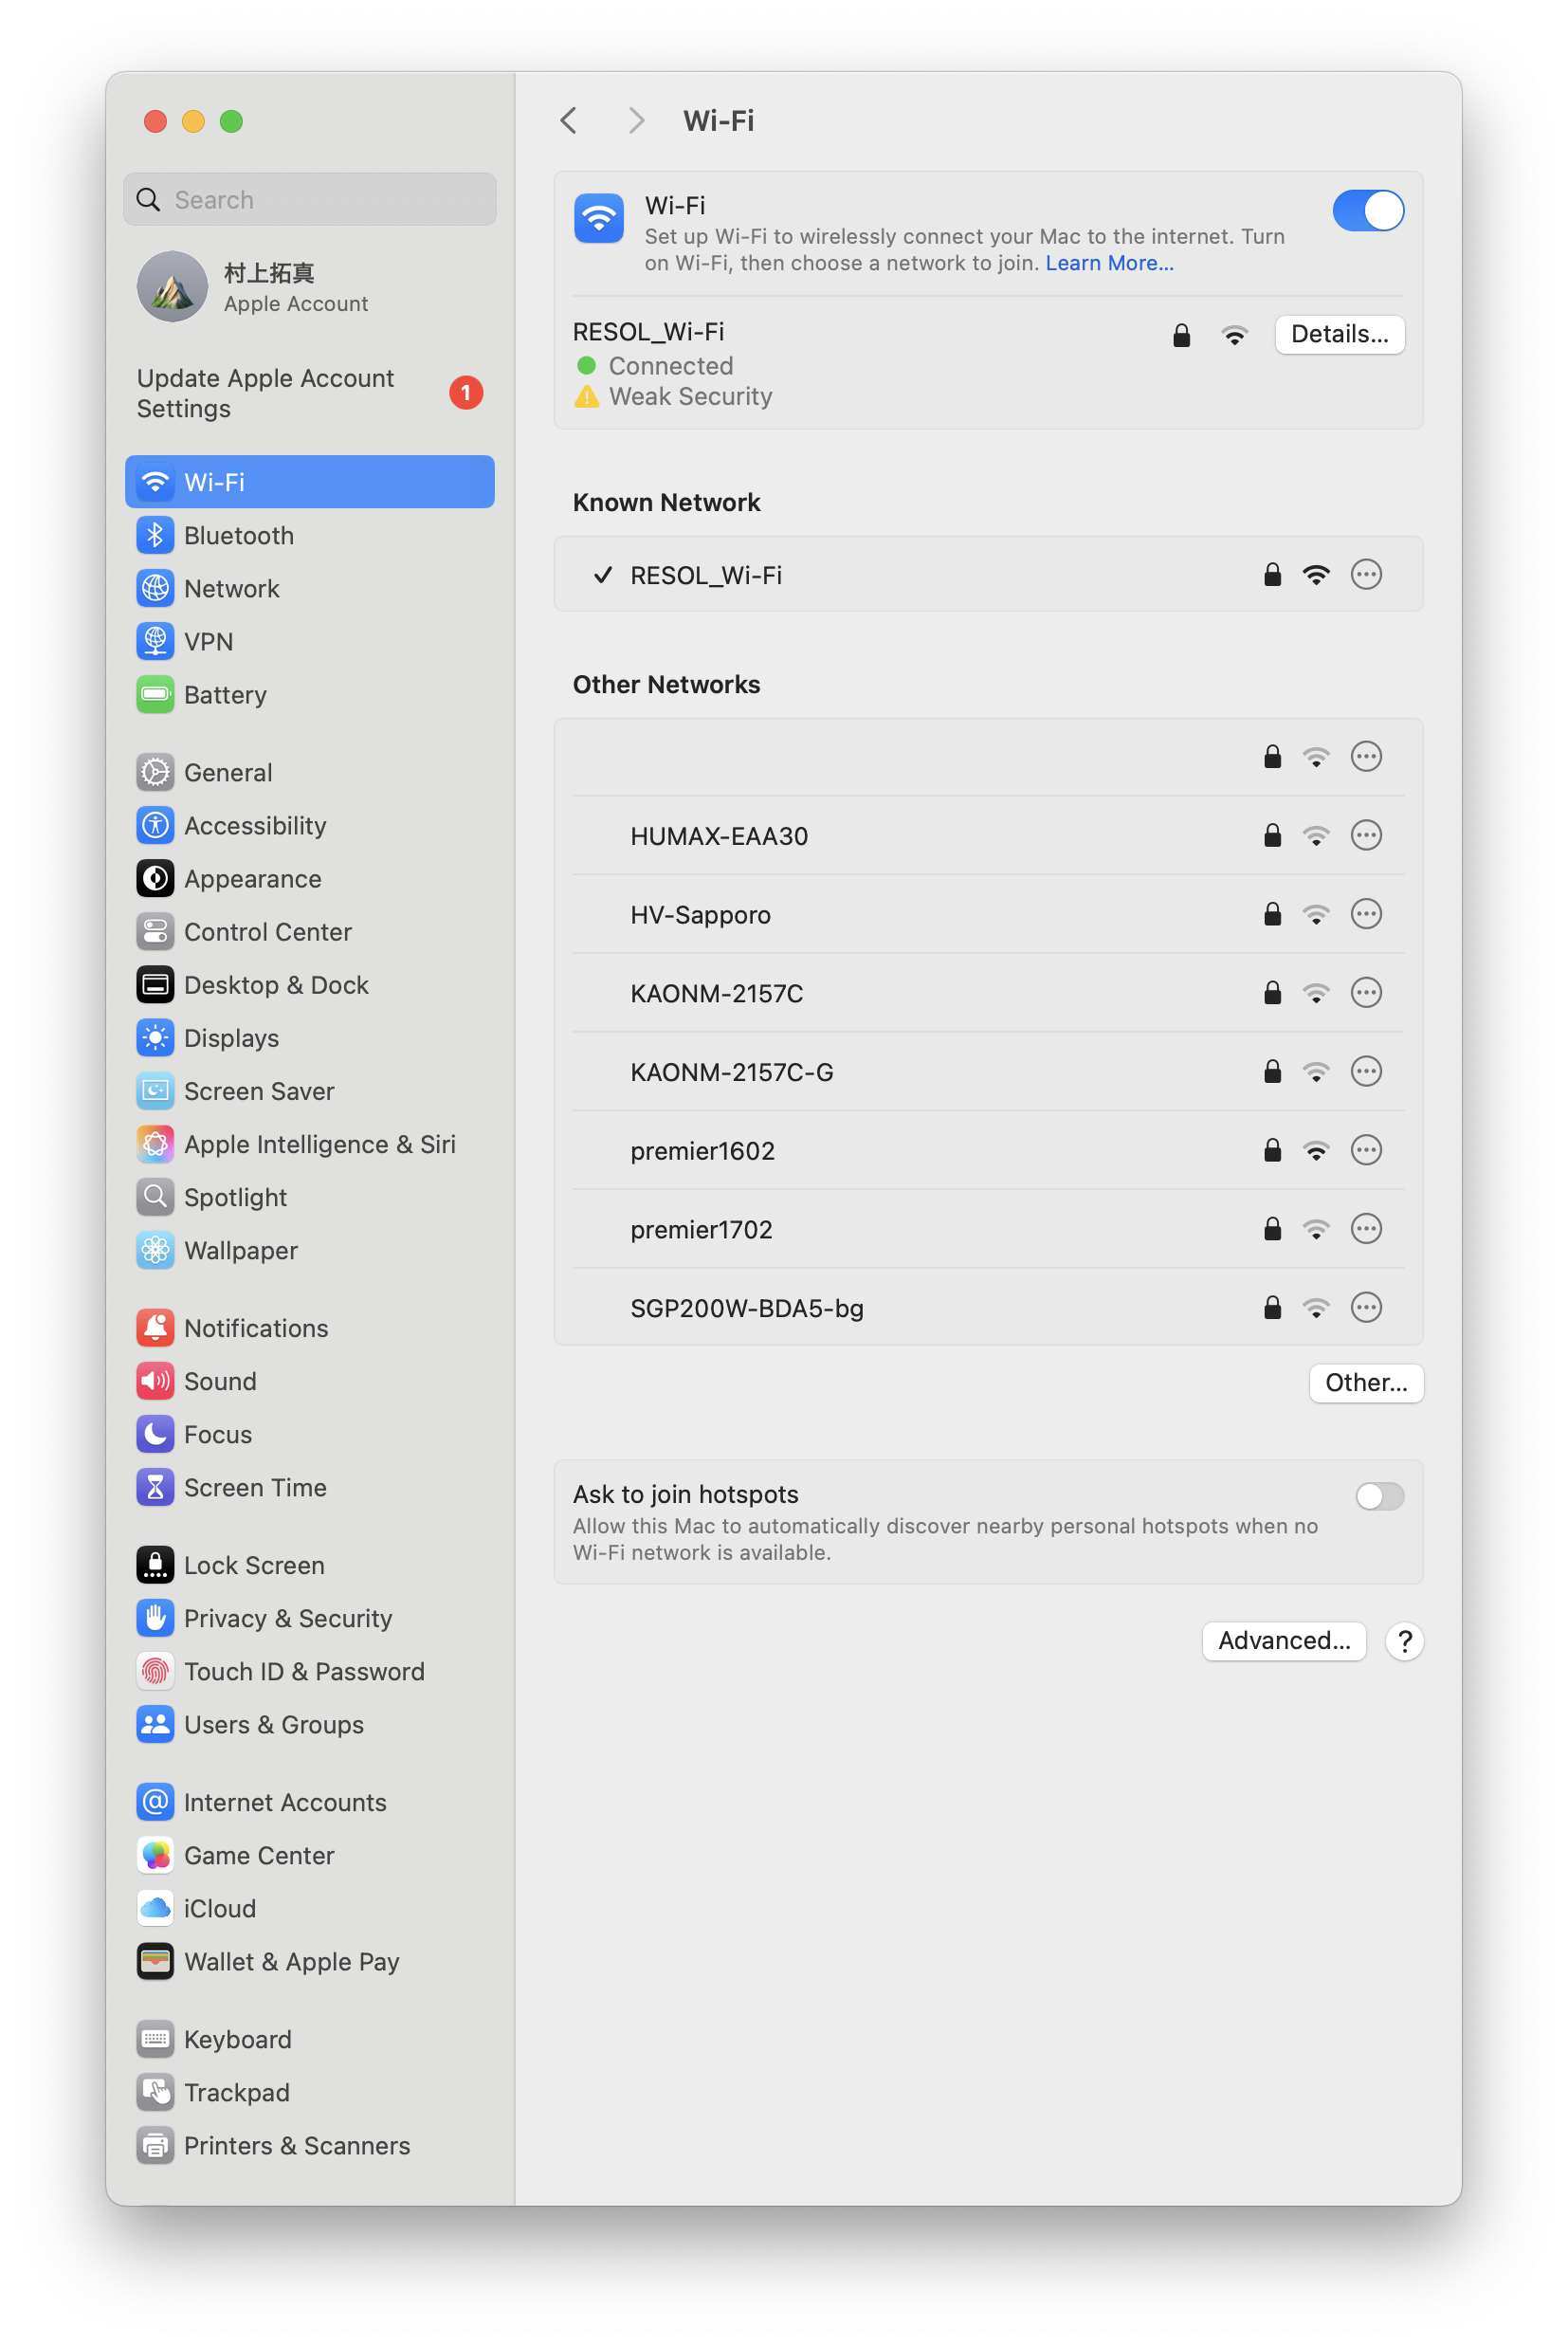 Search
村上拓真
Apple Account
Update Apple Account
Settings
1
Wi-Fi
Bluetooth
Network
VPN
Battery
General
Accessibility
Appearance
Control Center
Desktop & Dock
Displays
Screen Saver
Apple Intelligence & Siri
Spotlight
Wallpaper
Notifications
Sound
Focus
Screen Time
Lock Screen
Privacy & Security
Touch ID & Password
Users & Groups
Internet Accounts
Game Center
iCloud
Wallet & Apple Pay
Keyboard
Trackpad
Printers & Scanners
Wi-Fi
Wi-Fi
Set up Wi-Fi to wirelessly connect your Mac to the internet. Turn
on Wi-Fi, then choose a network to join. Learn More...
RESOL_Wi-Fi
Details...
Connected
Weak Security
Known Network
RESOL_Wi-Fi
Other Networks
HUMAX-EAA30
HV-Sapporo
KAONM-2157C
KAONM-2157C-G
premier1602
premier1702
SGP200W-BDA5-bg
Other...
Ask to join hotspots
Allow this Mac to automatically discover nearby personal hotspots when no
Wi-Fi network is available.
Advanced...
?